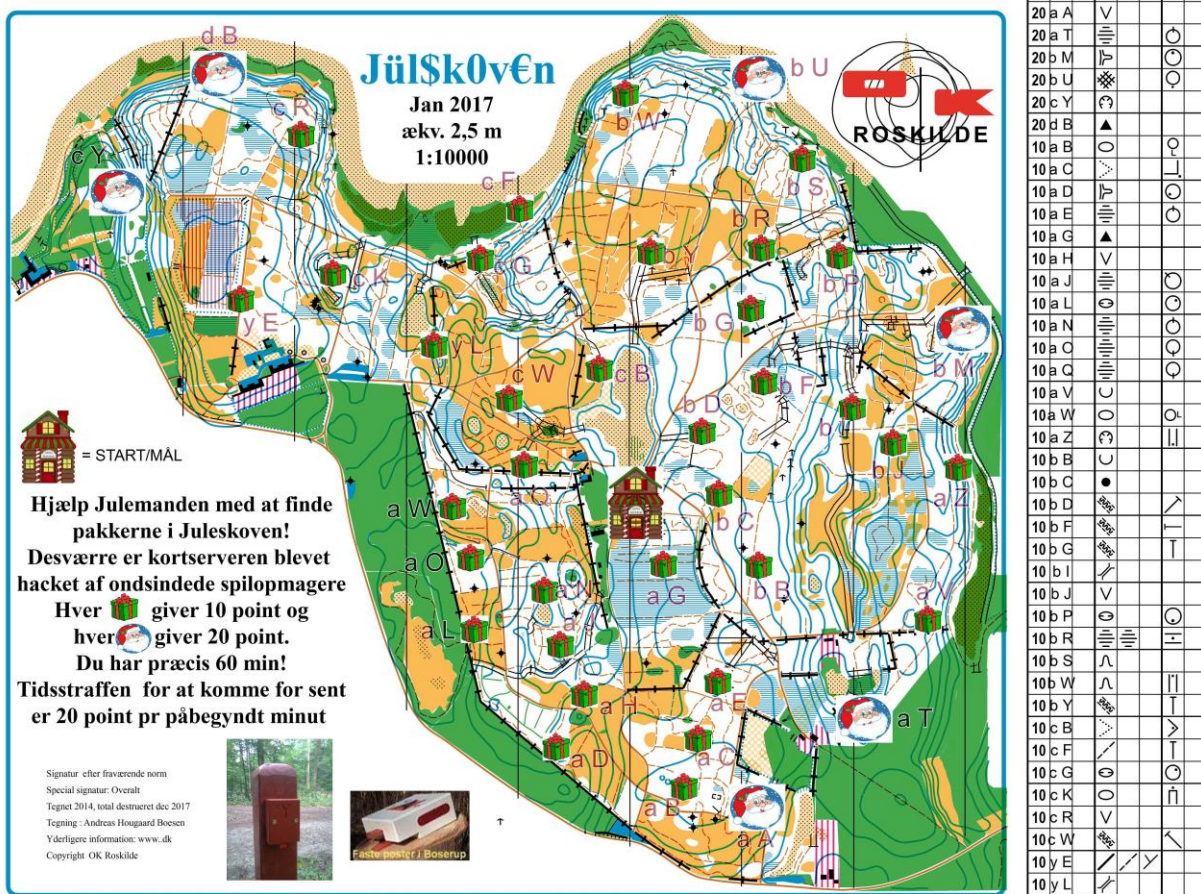 Jül$k0v€n
Jan 2017
ækv. 2,5 m
1:10000
ROSKILDE
d B
c R
c Y
c F
b W
b U
b S
b R
b Y
b P
c G
c K
y E
y L
b G
b M
c W
c B
b F
b D
b I
b J
a Z
a Q
a W
b C
a O
a N
a G
b B
a V
a L
a J
a H
a E
a T
a D
a C
a B
a A
= START/MÅL
Hjælp Julemanden med at finde
pakkerne i Juleskoven!
Desværre er kortserveren blevet
hacket af ondsindede spilopmagere
Hver giver 10 point og
hver giver 20 point.
Du har præcis 60 min!
Tidsstraffen for at komme for sent
er 20 point pr påbegyndt minut
Signatur efter fraværende norm
Special signatur: Overalt
Tegnet 2014, total destrueret dec 2017
Tegning : Andreas Hougaard Boesen
Yderligere information: www..dk
Copyright OK Roskilde
Faste poster i Boserup
20 a A
20 a T
20 b M
20 b U
20 c Y
20 d B
10 a B
10 a C
10 a D
10 a E
10 a G
10 a H
10 a J
10 a L
10 a N
10 a O
10 a Q
10 a V
10 a W
10 a Z
10 b B
10 b C
10 b D
10 b F
10 b G
10 b I
10 b J
10 b P
10 b R
10 b S
10 b W
10 b Y
10 c B
10 c F
10 c G
10 c K
10 c R
10 c W
10 y E
10 y L